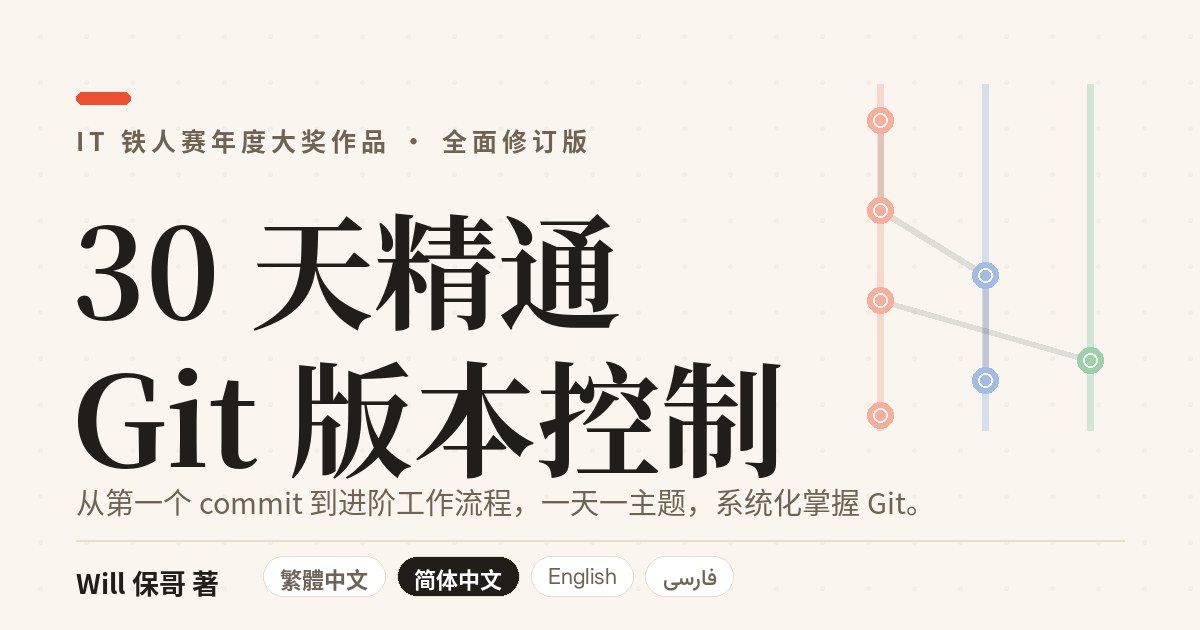 IT 铁人赛年度大奖作品 · 全面修订版
30 天精通
Git 版本控制
从第一个 commit 到进阶工作流程，一天一主题，系统化掌握 Git。
Will 保哥 著 繁體中文 简体中文 English فارسی